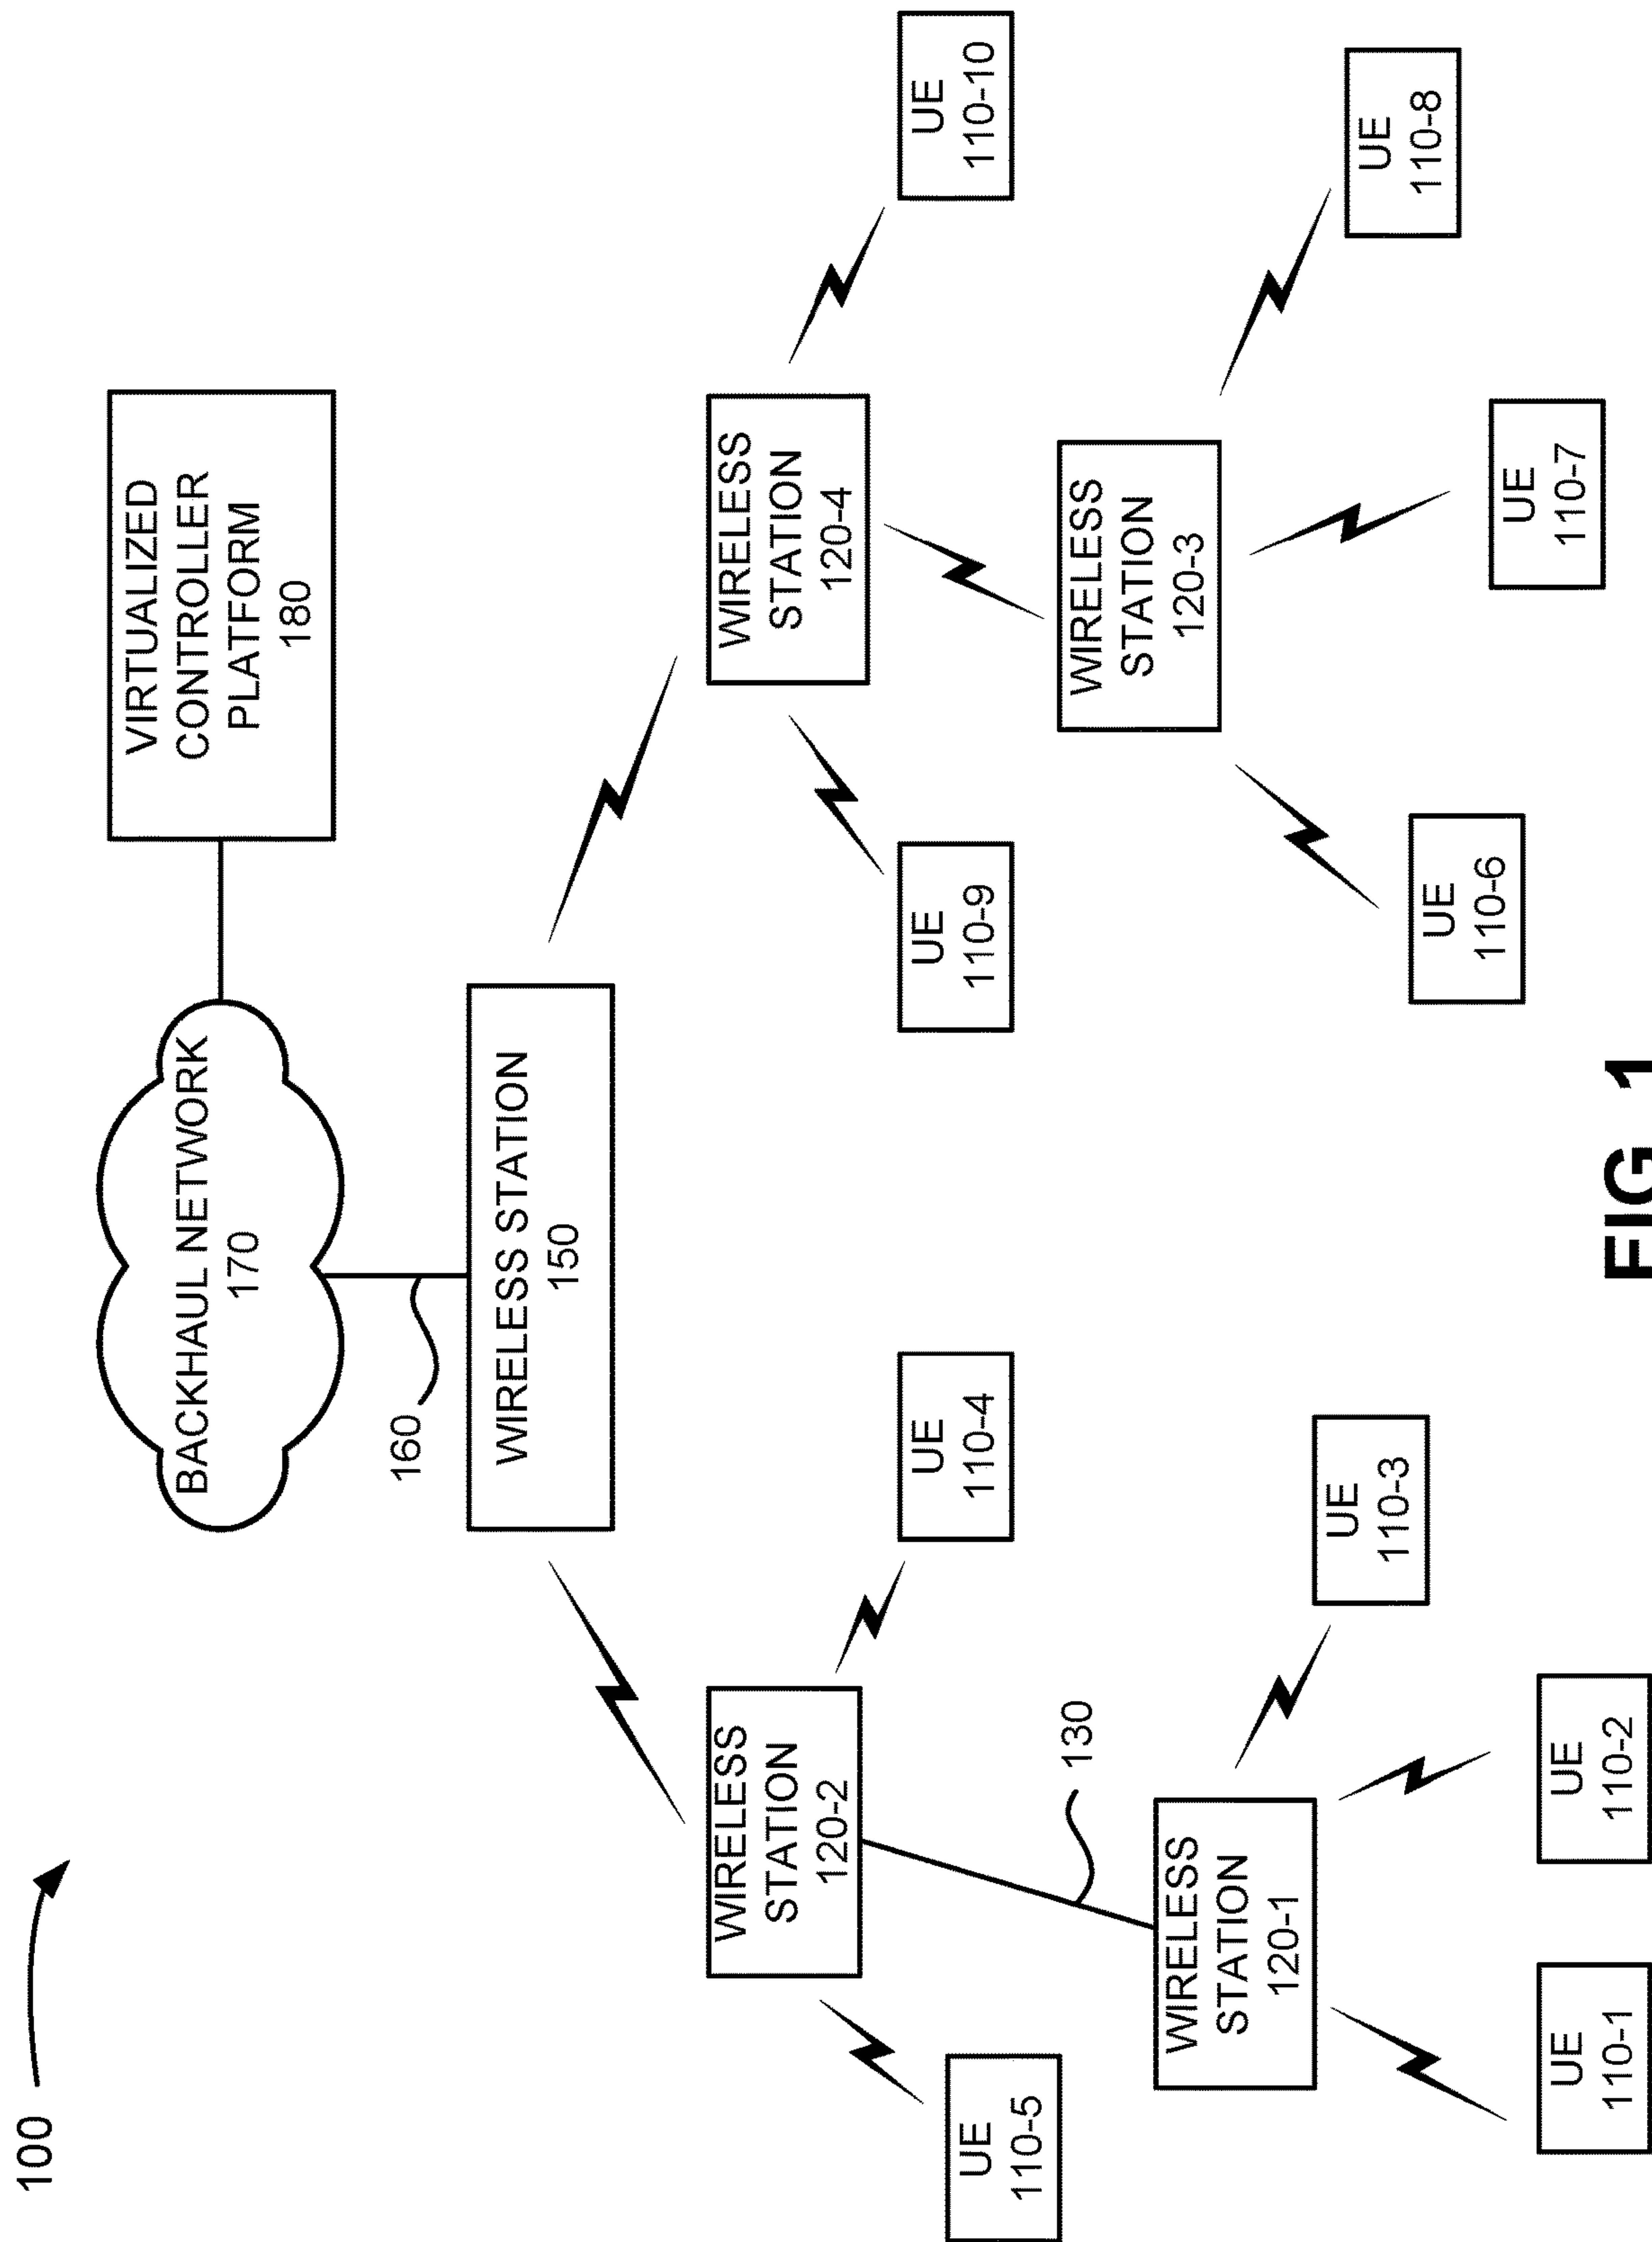 100
BACKHAUL NETWORK
170
VIRTUALIZED
CONTROLLER
PLATFORM
180
160
WIRELESS STATION
150
WIRELESS
STATION
120-2
WIRELESS
STATION
120-4
UE
110-5
UE
110-4
UE
110-9
UE
110-10
130
WIRELESS
STATION
120-1
WIRELESS
STATION
120-3
UE
110-3
UE
110-8
UE
110-1
UE
110-2
UE
110-6
UE
110-7
FIG. 1